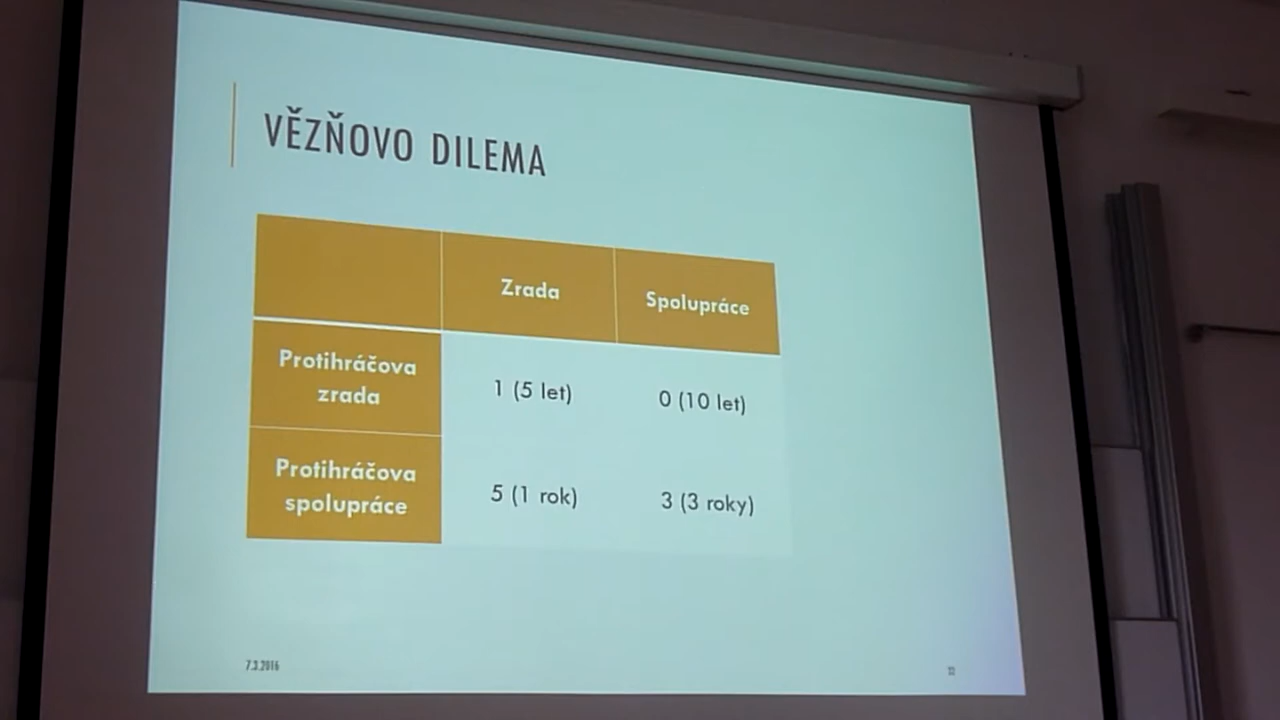 VĚZŇOVO DILEMA
Zrada
Spolupráce
Protihráčova
zrada
1 (5 let)
0 (10 let)
Protihráčova
spolupráce
5 (1 rok)
3 (3 roky)
7.3.2016